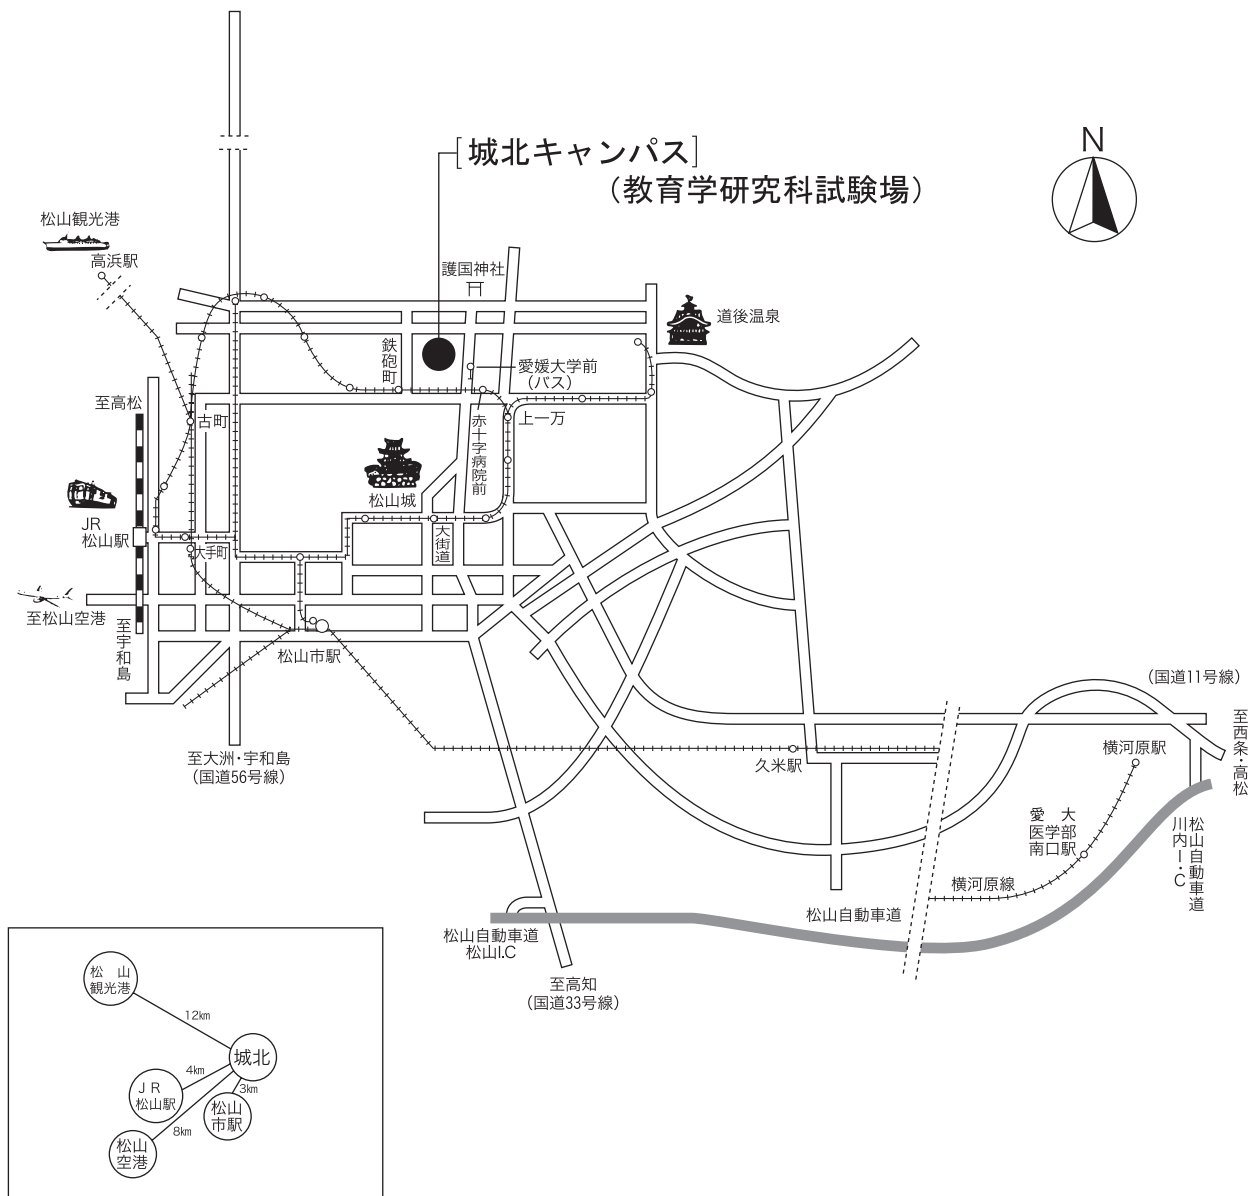 N
[城北キャンパス]
(教育学研究科試験場)
松山観光港
高浜駅
護国神社
道後温泉
鉄砲町
愛媛大学前
(バス)
至高松
古町
上一万
赤十字病院前
松山城
JR
松山駅
大手町
大街道
至松山空港
至宇和島
松山市駅
(国道11号線)
至西条・高松
至大洲・宇和島
(国道56号線)
久米駅
横河原駅
愛大
医学部
南口駅
松山自動車道
川内I・C
横河原線
松山自動車道
松山自動車道
松山I.C
至高知
(国道33号線)
松山
観光港
12km
城北
4km
JR
松山駅
3km
松山
市駅
8km
松山
空港